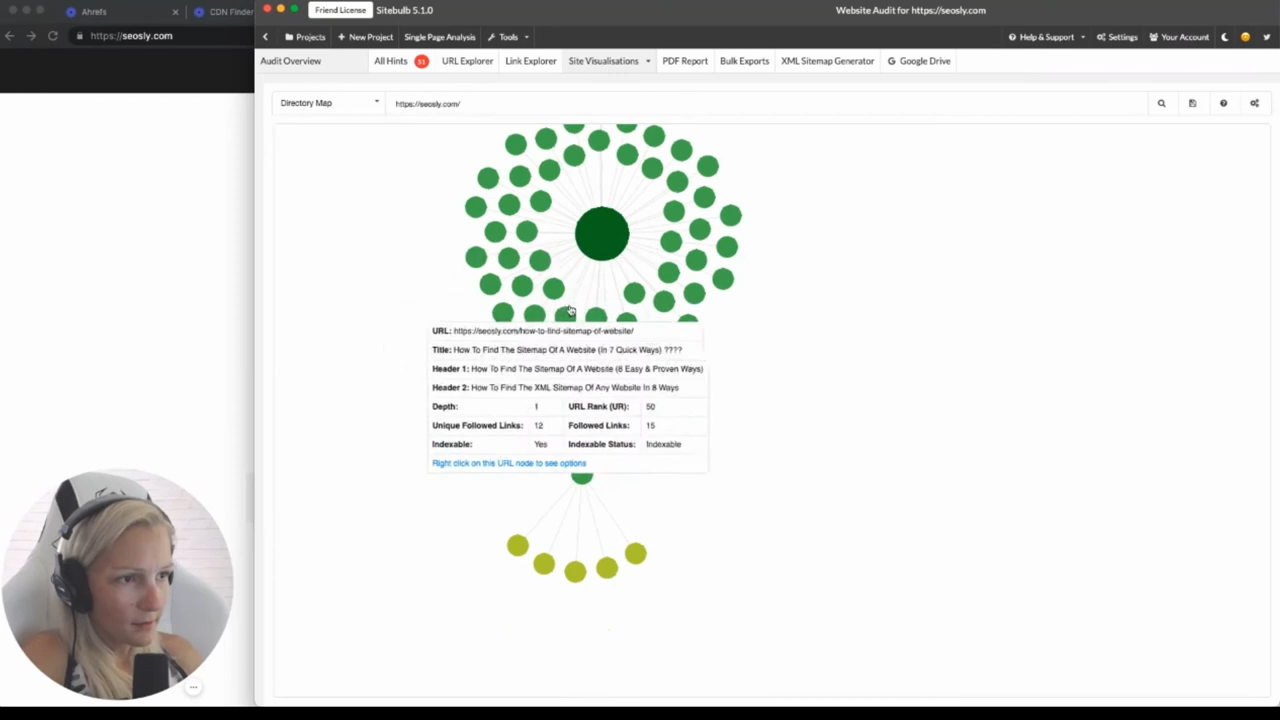 Ahrefs
CDN Finder
Friend License
Sitebulb 5.1.0
Website Audit for https://seosly.com
https://seosly.com
Projects
New Project
Single Page Analysis
Tools
Help & Support
Settings
Your Account
Audit Overview
All Hints 51
URL Explorer
Link Explorer
Site Visualisations
PDF Report
Bulk Exports
XML Sitemap Generator
Google Drive
Directory Map
https://seosly.com/
URL: https://seosly.com/how-to-find-sitemap-of-website/
Title: How To Find The Sitemap Of A Website (In 7 Quick Ways) ????
Header 1: How To Find The Sitemap Of A Website (8 Easy & Proven Ways)
Header 2: How To Find The XML Sitemap Of Any Website In 8 Ways
Depth: 1 URL Rank (UR): 50
Unique Followed Links: 12 Followed Links: 15
Indexable: Yes Indexable Status: Indexable
Right click on this URL node to see options